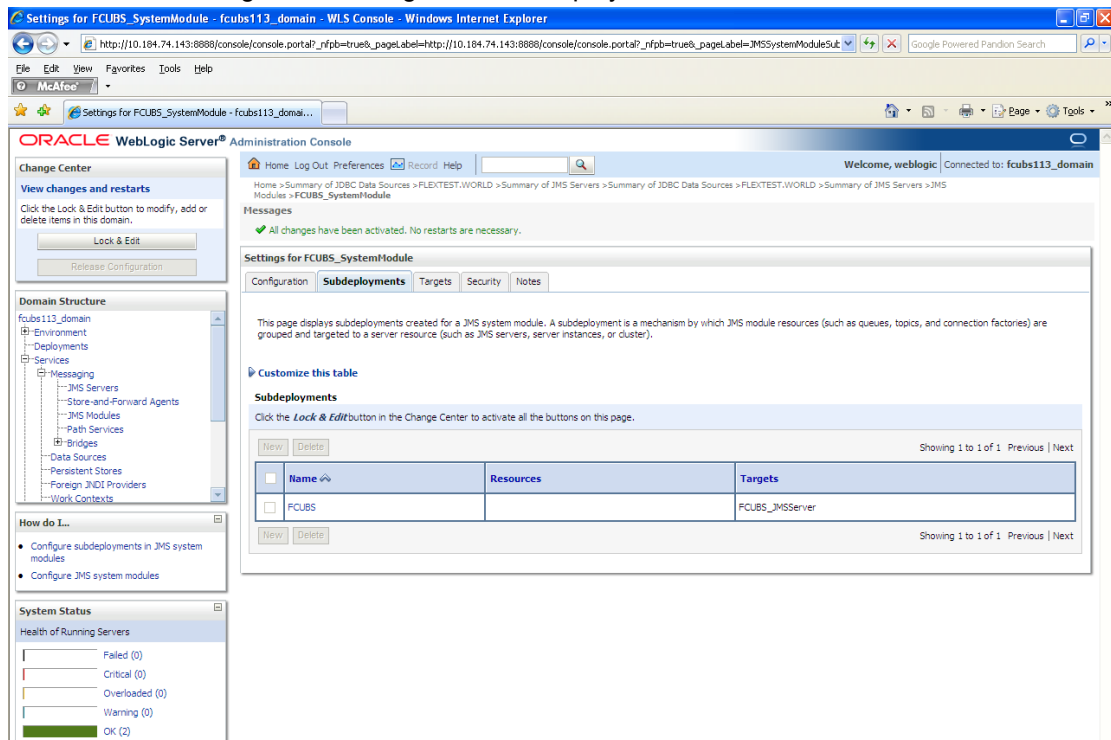 Settings for FCUBS_SystemModule - fcubs113_domain - WLS Console - Windows Internet Explorer
http://10.184.74.143:8888/console/console.portal?_nfpb=true&_pageLabel=http://10.184.74.143:8888/console/console.portal?_nfpb=true&_pageLabel=JMSSystemModuleSub
Google Powered Pandion Search
File Edit View Favorites Tools Help
McAfee
Settings for FCUBS_SystemModule - fcubs113_domai...
Page Tools
ORACLE WebLogic Server® Administration Console
Change Center
View changes and restarts
Click the Lock & Edit button to modify, add or
delete items in this domain.
Lock & Edit
Release Configuration
Domain Structure
fcubs113_domain
Environment
Deployments
Services
Messaging
JMS Servers
Store-and-Forward Agents
JMS Modules
Path Services
Bridges
Data Sources
Persistent Stores
Foreign JNDI Providers
Work Contexts
How do I...
Configure subdeployments in JMS system
modules
Configure JMS system modules
System Status
Health of Running Servers
Failed (0)
Critical (0)
Overloaded (0)
Warning (0)
OK (2)
Home Log Out Preferences Record Help
Welcome, weblogic Connected to: fcubs113_domain
Home >Summary of JDBC Data Sources >FLEXTEST.WORLD >Summary of JMS Servers >Summary of JDBC Data Sources >FLEXTEST.WORLD >Summary of JMS Servers >JMS
Modules >FCUBS_SystemModule
Messages
All changes have been activated. No restarts are necessary.
Settings for FCUBS_SystemModule
Configuration Subdeployments Targets Security Notes
This page displays subdeployments created for a JMS system module. A subdeployment is a mechanism by which JMS module resources (such as queues, topics, and connection factories) are
grouped and targeted to a server resource (such as JMS servers, server instances, or cluster).
Customize this table
Subdeployments
Click the Lock & Edit button in the Change Center to activate all the buttons on this page.
New Delete Showing 1 to 1 of 1 Previous | Next
Name Resources Targets
FCUBS FCUBS_JMSServer
New Delete Showing 1 to 1 of 1 Previous | Next